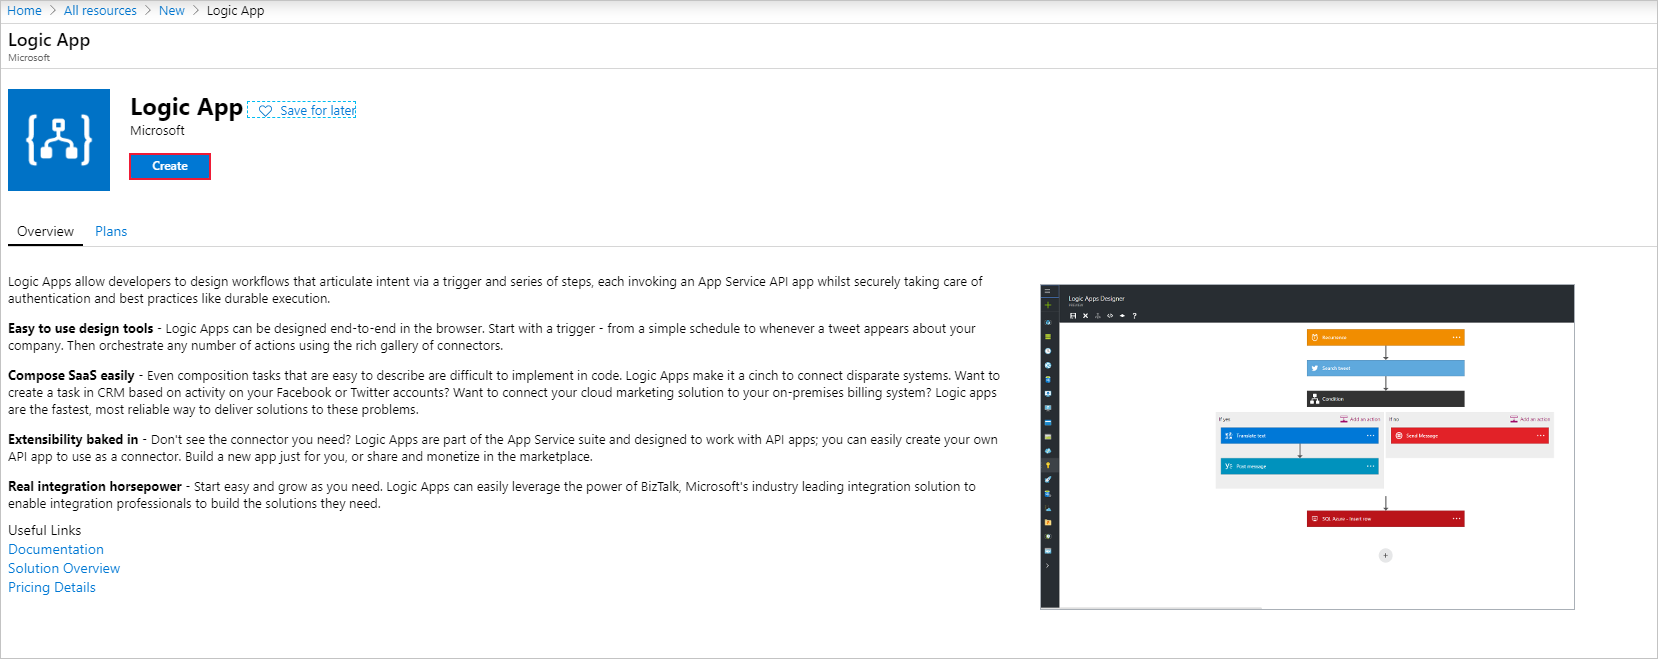 Home > All resources > New > Logic App
Logic App
Microsoft
Logic App Save for later
Microsoft
Create
Overview Plans
Logic Apps allow developers to design workflows that articulate intent via a trigger and series of steps, each invoking an App Service API app whilst securely taking care of
authentication and best practices like durable execution.
Easy to use design tools - Logic Apps can be designed end-to-end in the browser. Start with a trigger - from a simple schedule to whenever a tweet appears about your
company. Then orchestrate any number of actions using the rich gallery of connectors.
Compose SaaS easily - Even composition tasks that are easy to describe are difficult to implement in code. Logic Apps make it a cinch to connect disparate systems. Want to
create a task in CRM based on activity on your Facebook or Twitter accounts? Want to connect your cloud marketing solution to your on-premises billing system? Logic apps
are the fastest, most reliable way to deliver solutions to these problems.
Extensibility baked in - Don't see the connector you need? Logic Apps are part of the App Service suite and designed to work with API apps; you can easily create your own
API app to use as a connector. Build a new app just for you, or share and monetize in the marketplace.
Real integration horsepower - Start easy and grow as you need. Logic Apps can easily leverage the power of BizTalk, Microsoft's industry leading integration solution to
enable integration professionals to build the solutions they need.
Useful Links
Documentation
Solution Overview
Pricing Details
Logic Apps Designer
PREVIEW
Recurrence
Search tweet
Condition
If yes Add an action If no Add an action
Translate text Send Message
Post message
SQL Azure - Insert row